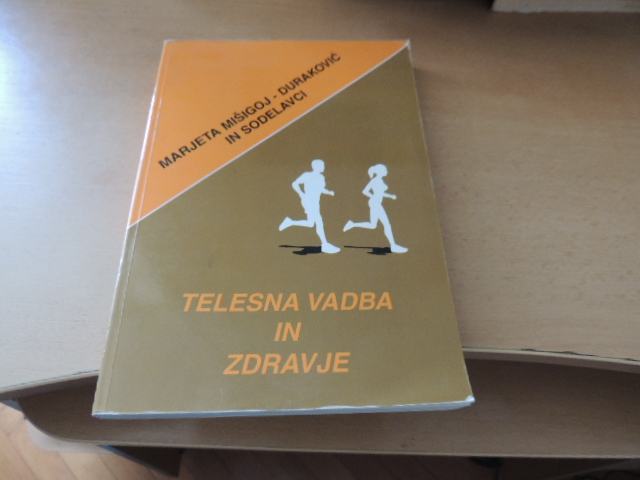 MARJETA MIŠIGOJ - DURAKOVIĆ
IN SODELAVCI
TELESNA VADBA
IN
ZDRAVJE